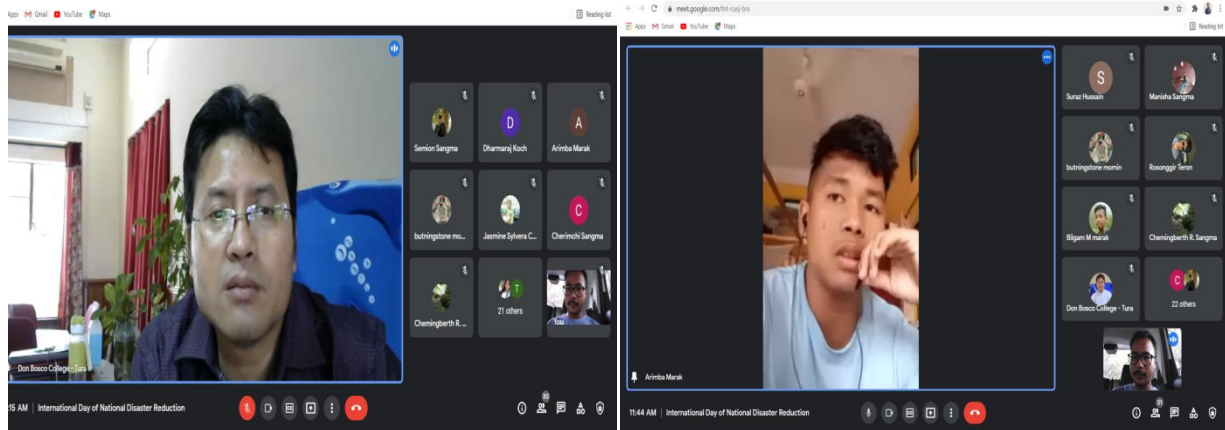 Apps Gmail YouTube Maps Reading list
Semion Sangma Dharmaraj Koch Arimba Marak
D A
butningstone mo... Jasmine Sylvera C... Cherimchi Sangma
C
Chemingberth R. ... 21 others You
T
Don Bosco College - Tura
:15 AM | International Day of National Disaster Reduction
30
meet.google.com
Apps Gmail YouTube Maps Reading list
S
Suraz Hussain Manisha Sangma
butningstone momin Rosonggir Teron
Bilgam M marak Chemingberth R. Sangma
C
Don Bosco College - Tura 22 others
Arimba Marak
11:44 AM | International Day of National Disaster Reduction
31